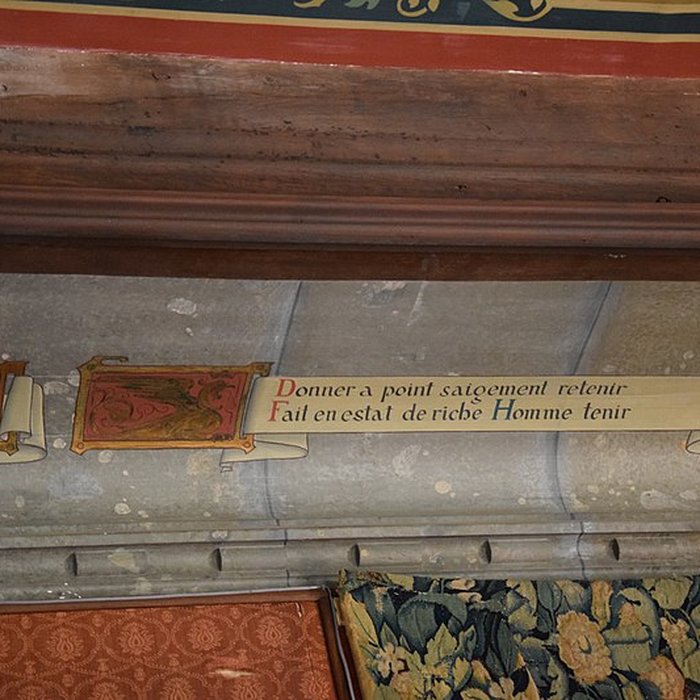 Donner a point saigement retenir
Fait en estat de riche Homme tenir